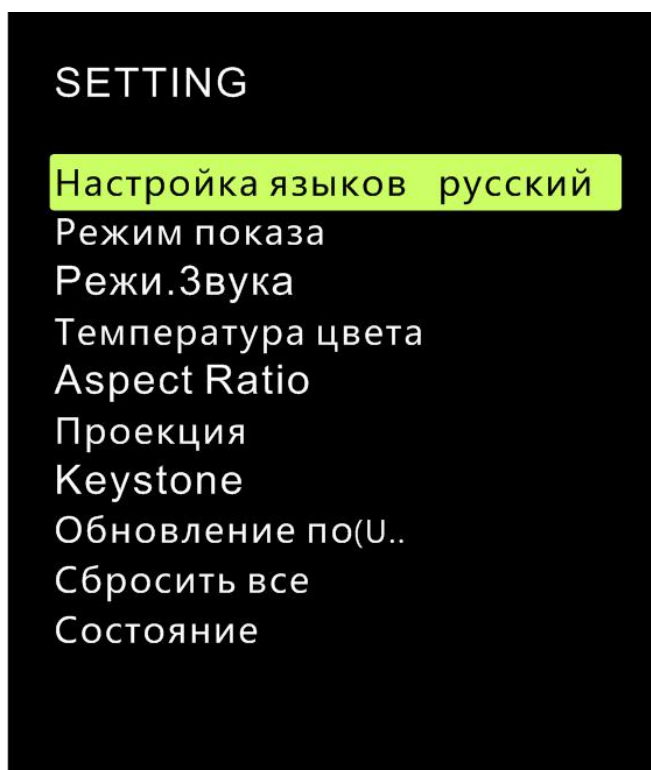 SETTING
Настройка языков русский
Режим показа
Режи.Звука
Температура цвета
Aspect Ratio
Проекция
Keystone
Обновление по(U..
Сбросить все
Состояние